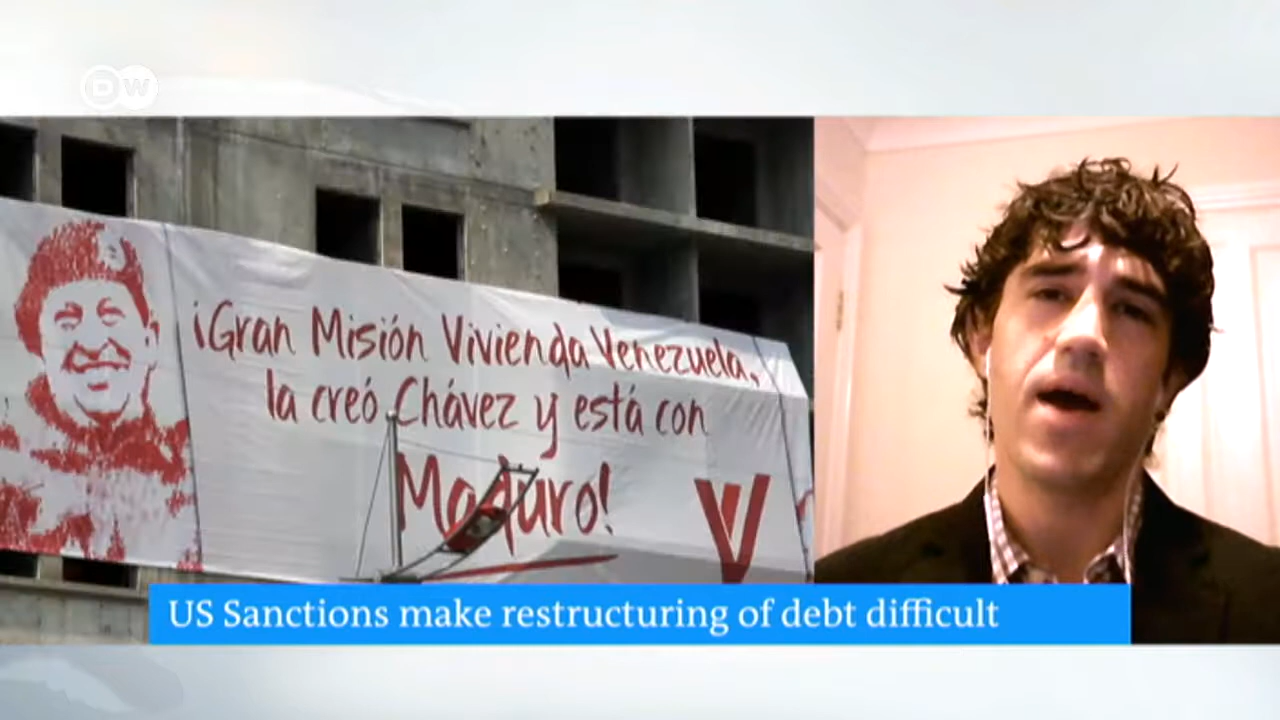 DW
¡Gran Misión Vivienda Venezuela,
la creó Chávez y está con
Maduro!
V
US Sanctions make restructuring of debt difficult